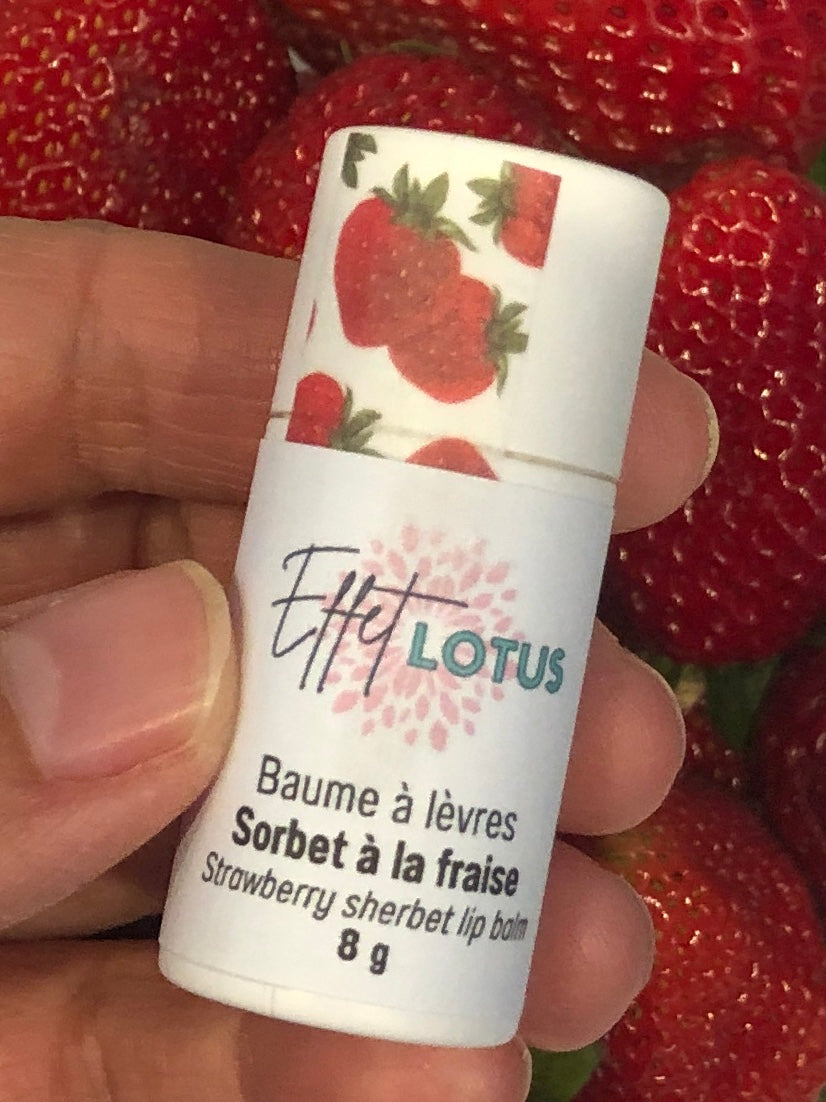 Effet LOTUS
Baume à lèvres
Sorbet à la fraise
Strawberry sherbet lip balm
8 g